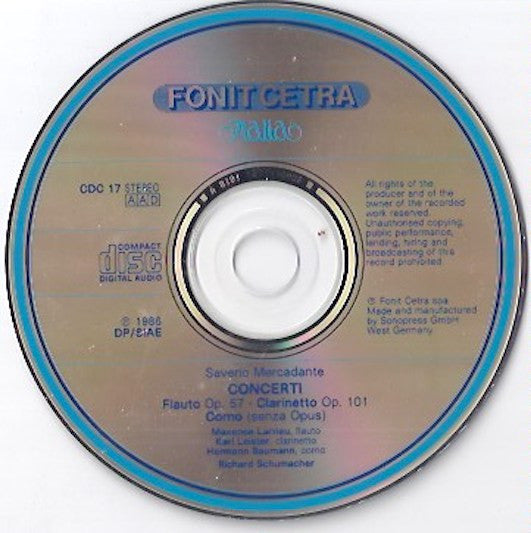 FONIT CETRA
Italia
CDC 17 STEREO
AAD
COMPACT
disc
DIGITAL AUDIO
℗ 1986
DP/SIAE
All rights of the
producer and of the
owner of the recorded
work reserved.
Unauthorised copying,
public performance,
lending, hiring and
broadcasting of this
record prohibited
℗ Fonit Cetra spa
Made and manufactured
by Sonopress GmbH
West Germany
Saverio Mercadante
CONCERTI
Flauto Op. 57 · Clarinetto Op. 101
Corno (senza Opus)
Maxence Larrieu, flauto
Karl Leister, clarinetto
Hermann Baumann, corno
Richard Schumacher